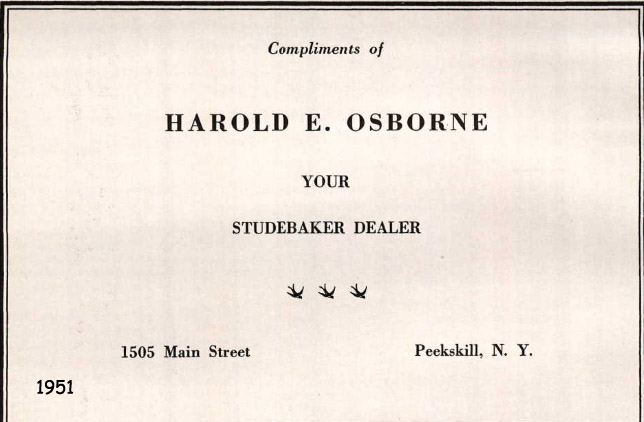 Compliments of
HAROLD E. OSBORNE
YOUR
STUDEBAKER DEALER
1505 Main Street Peekskill, N. Y.
1951